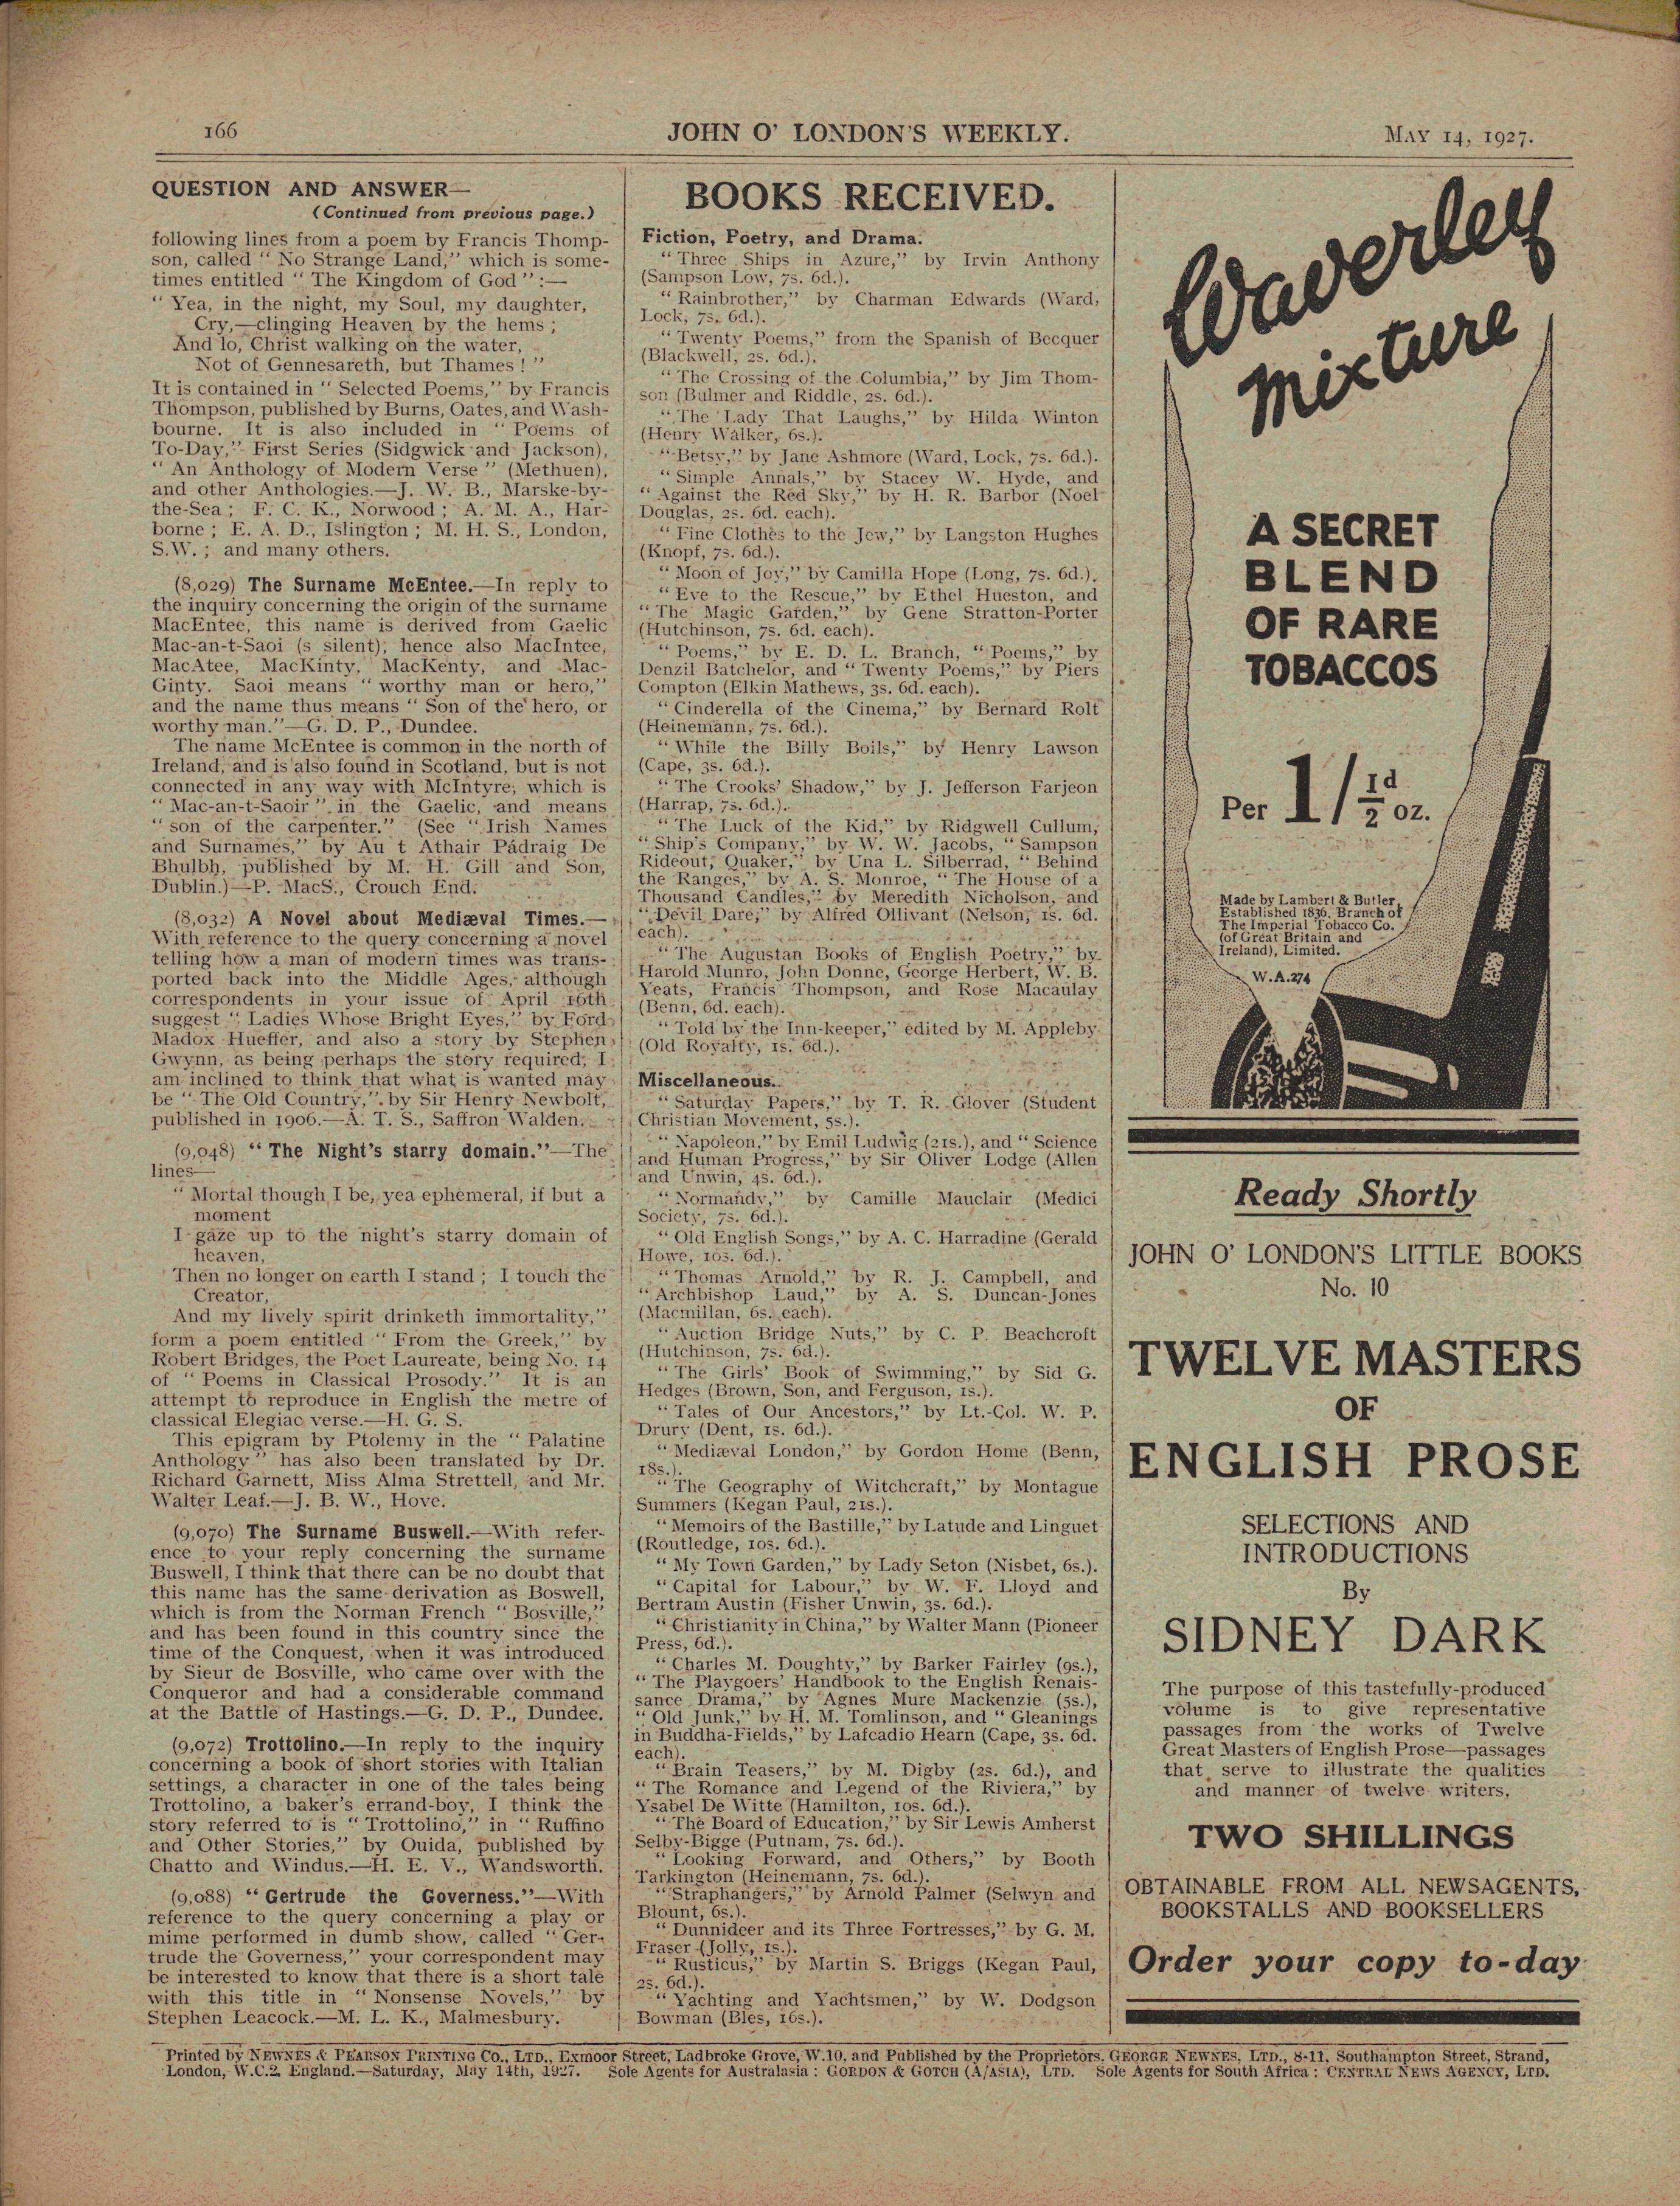 166
JOHN O' LONDON'S WEEKLY.
MAY 14, 1927.
QUESTION AND ANSWER—
(Continued from previous page.)
following lines from a poem by Francis Thomp-
son, called “ No Strange Land,” which is some-
times entitled “ The Kingdom of God ” :—
“ Yea, in the night, my Soul, my daughter,
Cry,—clinging Heaven by the hems ;
And lo, Christ walking on the water,
Not of Gennesareth, but Thames ! ”
It is contained in “ Selected Poems,” by Francis
Thompson, published by Burns, Oates, and Wash-
bourne. It is also included in “ Poems of
To-Day,” First Series (Sidgwick and Jackson),
“ An Anthology of Modern Verse ” (Methuen),
and other Anthologies.—J. W. B., Marske-by-
the-Sea ; F. C. K., Norwood ; A. M. A., Har-
borne ; E. A. D., Islington ; M. H. S., London,
S.W. ; and many others.
(8,029) The Surname McEntee.—In reply to
the inquiry concerning the origin of the surname
MacEntee, this name is derived from Gaelic
Mac-an-t-Saoi (s silent); hence also MacIntee,
MacAtee, MacKinty, MacKenty, and Mac-
Ginty. Saoi means “ worthy man or hero,”
and the name thus means “ Son of the hero, or
worthy man.”—G. D. P., Dundee.
The name McEntee is common in the north of
Ireland, and is also found in Scotland, but is not
connected in any way with McIntyre, which is
“ Mac-an-t-Saoir ” in the Gaelic, and means
“ son of the carpenter.” (See “ Irish Names
and Surnames,” by Au t Athair Pádraig De
Bhulbh, published by M. H. Gill and Son,
Dublin.)—P. MacS., Crouch End.
(8,032) A Novel about Mediæval Times.—
With reference to the query concerning a novel
telling how a man of modern times was trans-
ported back into the Middle Ages, although
correspondents in your issue of April 16th
suggest “ Ladies Whose Bright Eyes,” by Ford
Madox Hueffer, and also a story by Stephen
Gwynn, as being perhaps the story required, I
am inclined to think that what is wanted may
be “ The Old Country,” by Sir Henry Newbolt,
published in 1906.—A. T. S., Saffron Walden.
(9,048) “ The Night's starry domain.”—The
lines—
“ Mortal though I be, yea ephemeral, if but a
moment
I gaze up to the night's starry domain of
heaven,
Then no longer on earth I stand ; I touch the
Creator,
And my lively spirit drinketh immortality,”
form a poem entitled “ From the Greek,” by
Robert Bridges, the Poet Laureate, being No. 14
of “ Poems in Classical Prosody.” It is an
attempt to reproduce in English the metre of
classical Elegiac verse.—H. G. S.
This epigram by Ptolemy in the “ Palatine
Anthology ” has also been translated by Dr.
Richard Garnett, Miss Alma Strettell, and Mr.
Walter Leaf.—J. B. W., Hove.
(9,070) The Surname Buswell.—With refer-
ence to your reply concerning the surname
Buswell, I think that there can be no doubt that
this name has the same derivation as Boswell,
which is from the Norman French “ Bosville,”
and has been found in this country since the
time of the Conquest, when it was introduced
by Sieur de Bosville, who came over with the
Conqueror and had a considerable command
at the Battle of Hastings.—G. D. P., Dundee.
(9,072) Trottolino.—In reply to the inquiry
concerning a book of short stories with Italian
settings, a character in one of the tales being
Trottolino, a baker's errand-boy, I think the
story referred to is “ Trottolino,” in “ Ruffino
and Other Stories,” by Ouida, published by
Chatto and Windus.—H. E. V., Wandsworth.
(9,088) “ Gertrude the Governess.”—With
reference to the query concerning a play or
mime performed in dumb show, called “ Ger-
trude the Governess,” your correspondent may
be interested to know that there is a short tale
with this title in “ Nonsense Novels,” by
Stephen Leacock.—M. L. K., Malmesbury.
BOOKS RECEIVED.
Fiction, Poetry, and Drama.
“ Three Ships in Azure,” by Irvin Anthony
(Sampson Low, 7s. 6d.).
“ Rainbrother,” by Charman Edwards (Ward,
Lock, 7s. 6d.).
“ Twenty Poems,” from the Spanish of Becquer
(Blackwell, 2s. 6d.).
“ The Crossing of the Columbia,” by Jim Thom-
son (Bulmer and Riddle, 2s. 6d.).
“ The Lady That Laughs,” by Hilda Winton
(Henry Walker, 6s.).
“ Betsy,” by Jane Ashmore (Ward, Lock, 7s. 6d.).
“ Simple Annals,” by Stacey W. Hyde, and
“ Against the Red Sky,” by H. R. Barbor (Noel
Douglas, 2s. 6d. each).
“ Fine Clothes to the Jew,” by Langston Hughes
(Knopf, 7s. 6d.).
“ Moon of Joy,” by Camilla Hope (Long, 7s. 6d.).
“ Eve to the Rescue,” by Ethel Hueston, and
“ The Magic Garden,” by Gene Stratton-Porter
(Hutchinson, 7s. 6d. each).
“ Poems,” by E. D. L. Branch, “ Poems,” by
Denzil Batchelor, and “ Twenty Poems,” by Piers
Compton (Elkin Mathews, 3s. 6d. each).
“ Cinderella of the Cinema,” by Bernard Rolt
(Heinemann, 7s. 6d.).
“ While the Billy Boils,” by Henry Lawson
(Cape, 3s. 6d.).
“ The Crooks' Shadow,” by J. Jefferson Farjeon
(Harrap, 7s. 6d.).
“ The Luck of the Kid,” by Ridgwell Cullum,
“ Ship's Company,” by W. W. Jacobs, “ Sampson
Rideout, Quaker,” by Una L. Silberrad, “ Behind
the Ranges,” by A. S. Monroe, “ The House of a
Thousand Candles,” by Meredith Nicholson, and
“ Devil Dare,” by Alfred Ollivant (Nelson, 1s. 6d.
each).
“ The Augustan Books of English Poetry,” by
Harold Munro, John Donne, George Herbert, W. B.
Yeats, Francis Thompson, and Rose Macaulay
(Benn, 6d. each).
“ Told by the Inn-keeper,” edited by M. Appleby
(Old Royalty, 1s. 6d.).
Miscellaneous.
“ Saturday Papers,” by T. R. Glover (Student
Christian Movement, 5s.).
“ Napoleon,” by Emil Ludwig (21s.), and “ Science
and Human Progress,” by Sir Oliver Lodge (Allen
and Unwin, 4s. 6d.).
“ Normandy,” by Camille Mauclair (Medici
Society, 7s. 6d.).
“ Old English Songs,” by A. C. Harradine (Gerald
Howe, 10s. 6d.).
“ Thomas Arnold,” by R. J. Campbell, and
“ Archbishop Laud,” by A. S. Duncan-Jones
(Macmillan, 6s. each).
“ Auction Bridge Nuts,” by C. P. Beachcroft
(Hutchinson, 7s. 6d.).
“ The Girls' Book of Swimming,” by Sid G.
Hedges (Brown, Son, and Ferguson, 1s.).
“ Tales of Our Ancestors,” by Lt.-Col. W. P.
Drury (Dent, 1s. 6d.).
“ Mediæval London,” by Gordon Home (Benn,
18s.).
“ The Geography of Witchcraft,” by Montague
Summers (Kegan Paul, 21s.).
“ Memoirs of the Bastille,” by Latude and Linguet
(Routledge, 10s. 6d.).
“ My Town Garden,” by Lady Seton (Nisbet, 6s.).
“ Capital for Labour,” by W. F. Lloyd and
Bertram Austin (Fisher Unwin, 3s. 6d.).
“ Christianity in China,” by Walter Mann (Pioneer
Press, 6d.).
“ Charles M. Doughty,” by Barker Fairley (9s.),
“ The Playgoers' Handbook to the English Renais-
sance Drama,” by Agnes Mure Mackenzie (5s.),
“ Old Junk,” by H. M. Tomlinson, and “ Gleanings
in Buddha-Fields,” by Lafcadio Hearn (Cape, 3s. 6d.
each).
“ Brain Teasers,” by M. Digby (2s. 6d.), and
“ The Romance and Legend of the Riviera,” by
Ysabel De Witte (Hamilton, 10s. 6d.).
“ The Board of Education,” by Sir Lewis Amherst
Selby-Bigge (Putnam, 7s. 6d.).
“ Looking Forward, and Others,” by Booth
Tarkington (Heinemann, 7s. 6d.).
“ Straphangers,” by Arnold Palmer (Selwyn and
Blount, 6s.).
“ Dunnideer and its Three Fortresses,” by G. M.
Fraser (Jolly, 1s.).
“ Rusticus,” by Martin S. Briggs (Kegan Paul,
2s. 6d.).
“ Yachting and Yachtsmen,” by W. Dodgson
Bowman (Bles, 16s.).
Waverley
Mixture
A SECRET
BLEND
OF RARE
TOBACCOS
Per 1/½d oz.
Made by Lambert & Butler,
Established 1836, Branch of
The Imperial Tobacco Co.
(of Great Britain and
Ireland), Limited.
W.A.274
Ready Shortly
JOHN O' LONDON'S LITTLE BOOKS
No. 10
TWELVE MASTERS
OF
ENGLISH PROSE
SELECTIONS AND
INTRODUCTIONS
By
SIDNEY DARK
The purpose of this tastefully-produced
volume is to give representative
passages from the works of Twelve
Great Masters of English Prose—passages
that serve to illustrate the qualities
and manner of twelve writers.
TWO SHILLINGS
OBTAINABLE FROM ALL NEWSAGENTS,
BOOKSTALLS AND BOOKSELLERS
Order your copy to-day
Printed by NEWNES & PEARSON PRINTING CO., LTD., Exmoor Street, Ladbroke Grove, W.10, and Published by the Proprietors, GEORGE NEWNES, LTD., 8-11, Southampton Street, Strand,
London, W.C.2, England.—Saturday, May 14th, 1927. Sole Agents for Australasia : GORDON & GOTCH (A/ASIA), LTD. Sole Agents for South Africa : CENTRAL NEWS AGENCY, LTD.